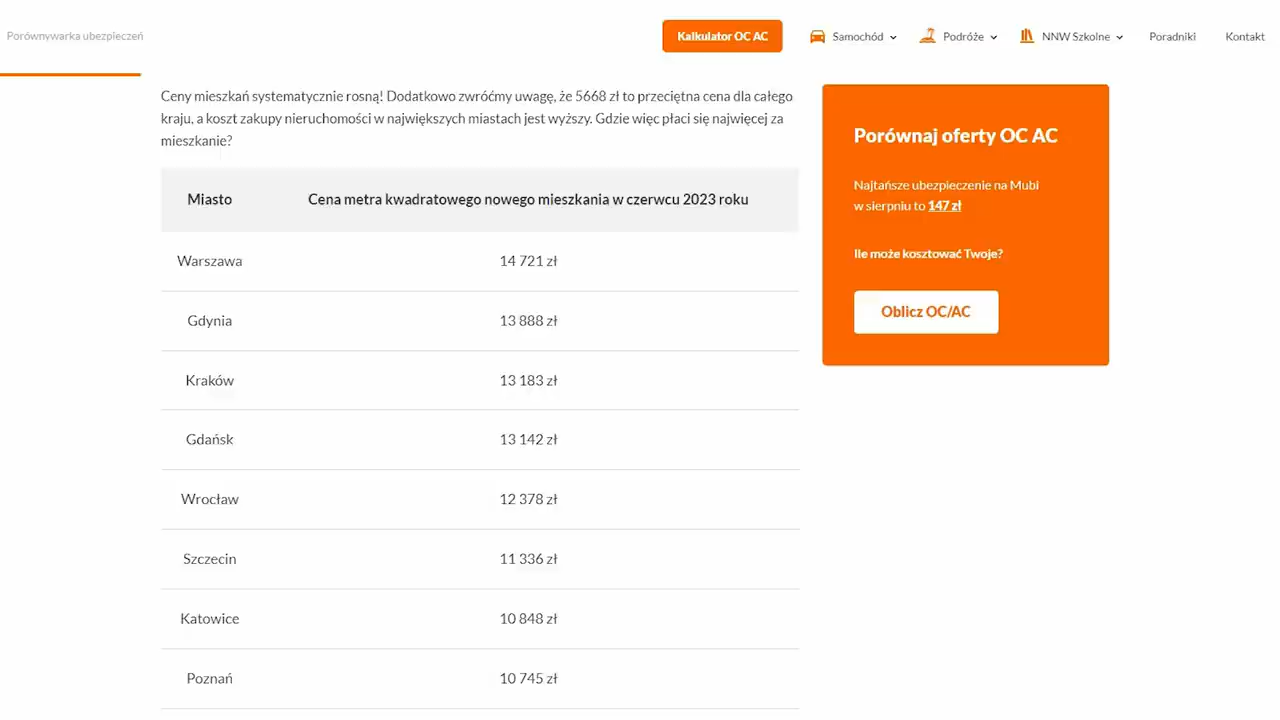 Porównywarka ubezpieczeń
Kalkulator OC AC
Samochód
Podróże
NNW Szkolne
Poradniki
Kontakt
Ceny mieszkań systematycznie rosną! Dodatkowo zwróćmy uwagę, że 5668 zł to przeciętna cena dla całego
kraju, a koszt zakupy nieruchomości w największych miastach jest wyższy. Gdzie więc płaci się najwięcej za
mieszkanie?
Miasto Cena metra kwadratowego nowego mieszkania w czerwcu 2023 roku
Warszawa 14 721 zł
Gdynia 13 888 zł
Kraków 13 183 zł
Gdańsk 13 142 zł
Wrocław 12 378 zł
Szczecin 11 336 zł
Katowice 10 848 zł
Poznań 10 745 zł
Porównaj oferty OC AC
Najtańsze ubezpieczenie na Mubi
w sierpniu to 147 zł
Ile może kosztować Twoje?
Oblicz OC/AC